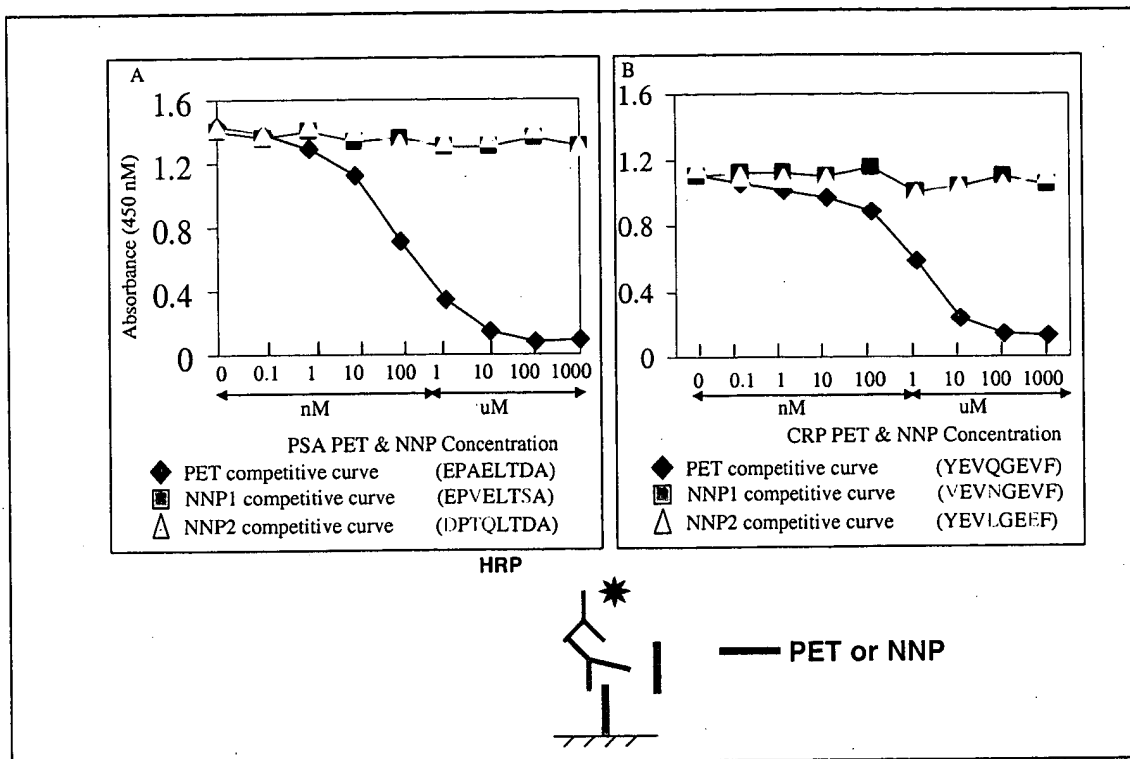 A
1.6
1.2
0.8
0.4
0
Absorbance (450 nM)
0 0.1 1 10 100 1 10 100 1000
nM uM
PSA PET & NNP Concentration
PET competitive curve (EPAELTDA)
NNP1 competitive curve (EPVELTSA)
NNP2 competitive curve (DPTQLTDA)
B
1.6
1.2
0.8
0.4
0
0 0.1 1 10 100 1 10 100 1000
nM uM
CRP PET & NNP Concentration
PET competitive curve (YEVQGEVF)
NNP1 competitive curve (VEVNGEVF)
NNP2 competitive curve (YEVLGEEF)
HRP
PET or NNP